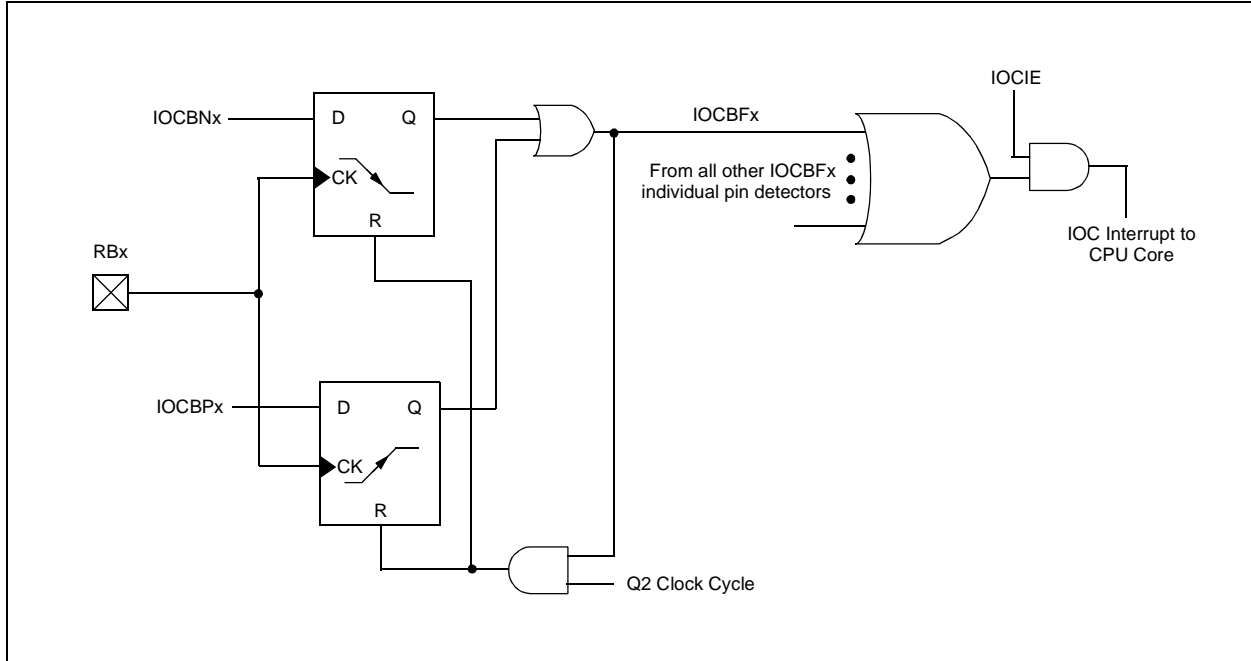 IOCIE
IOCBNx
D
Q
IOCBFx
CK
From all other IOCBFx
individual pin detectors
R
RBx
IOC Interrupt to
CPU Core
IOCBPx
D
Q
CK
R
Q2 Clock Cycle